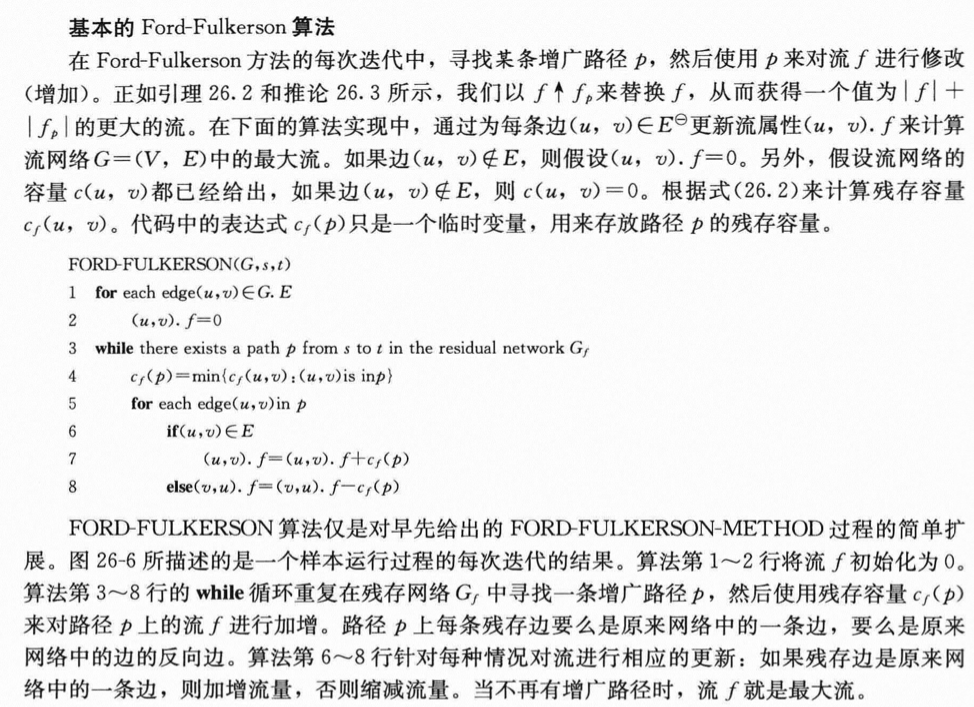 基本的 Ford-Fulkerson 算法
在 Ford-Fulkerson 方法的每次迭代中，寻找某条增广路径 p，然后使用 p 来对流 f 进行修改
（增加）。正如引理 26.2 和推论 26.3 所示，我们以 f↑fₚ来替换 f，从而获得一个值为|f|+
|fₚ|的更大的流。在下面的算法实现中，通过为每条边(u，v)∈E⊖更新流属性(u，v).f 来计算
流网络G=(V，E)中的最大流。如果边(u，v)∉E，则假设(u，v).f=0。另外，假设流网络的
容量 c(u，v)都已经给出，如果边(u，v)∉E，则 c(u，v)=0。根据式(26.2)来计算残存容量
c_f(u，v)。代码中的表达式 c_f(p)只是一个临时变量，用来存放路径 p 的残存容量。
FORD-FULKERSON(G,s,t)
1 for each edge(u,v)∈G.E
2 (u,v).f=0
3 while there exists a path p from s to t in the residual network G_f
4 c_f(p)=min{c_f(u,v):(u,v)is inp}
5 for each edge(u,v)in p
6 if(u,v)∈E
7 (u,v).f=(u,v).f+c_f(p)
8 else(v,u).f=(v,u).f−c_f(p)
FORD-FULKERSON 算法仅是对早先给出的 FORD-FULKERSON-METHOD 过程的简单扩
展。图 26-6 所描述的是一个样本运行过程的每次迭代的结果。算法第 1～2 行将流 f 初始化为 0。
算法第 3～8 行的 while 循环重复在残存网络 G_f 中寻找一条增广路径 p，然后使用残存容量 c_f(p)
来对路径 p 上的流 f 进行加增。路径 p 上每条残存边要么是原来网络中的一条边，要么是原来
网络中的边的反向边。算法第 6～8 行针对每种情况对流进行相应的更新：如果残存边是原来网
络中的一条边，则加增流量，否则缩减流量。当不再有增广路径时，流 f 就是最大流。